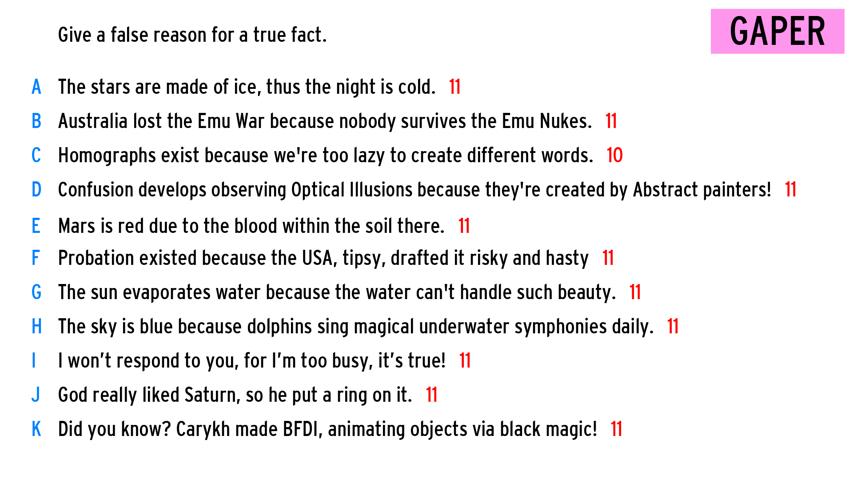 Give a false reason for a true fact.
GAPER
A The stars are made of ice, thus the night is cold. 11
B Australia lost the Emu War because nobody survives the Emu Nukes. 11
C Homographs exist because we're too lazy to create different words. 10
D Confusion develops observing Optical Illusions because they're created by Abstract painters! 11
E Mars is red due to the blood within the soil there. 11
F Probation existed because the USA, tipsy, drafted it risky and hasty 11
G The sun evaporates water because the water can't handle such beauty. 11
H The sky is blue because dolphins sing magical underwater symphonies daily. 11
I I won’t respond to you, for I’m too busy, it’s true! 11
J God really liked Saturn, so he put a ring on it. 11
K Did you know? Carykh made BFDI, animating objects via black magic! 11